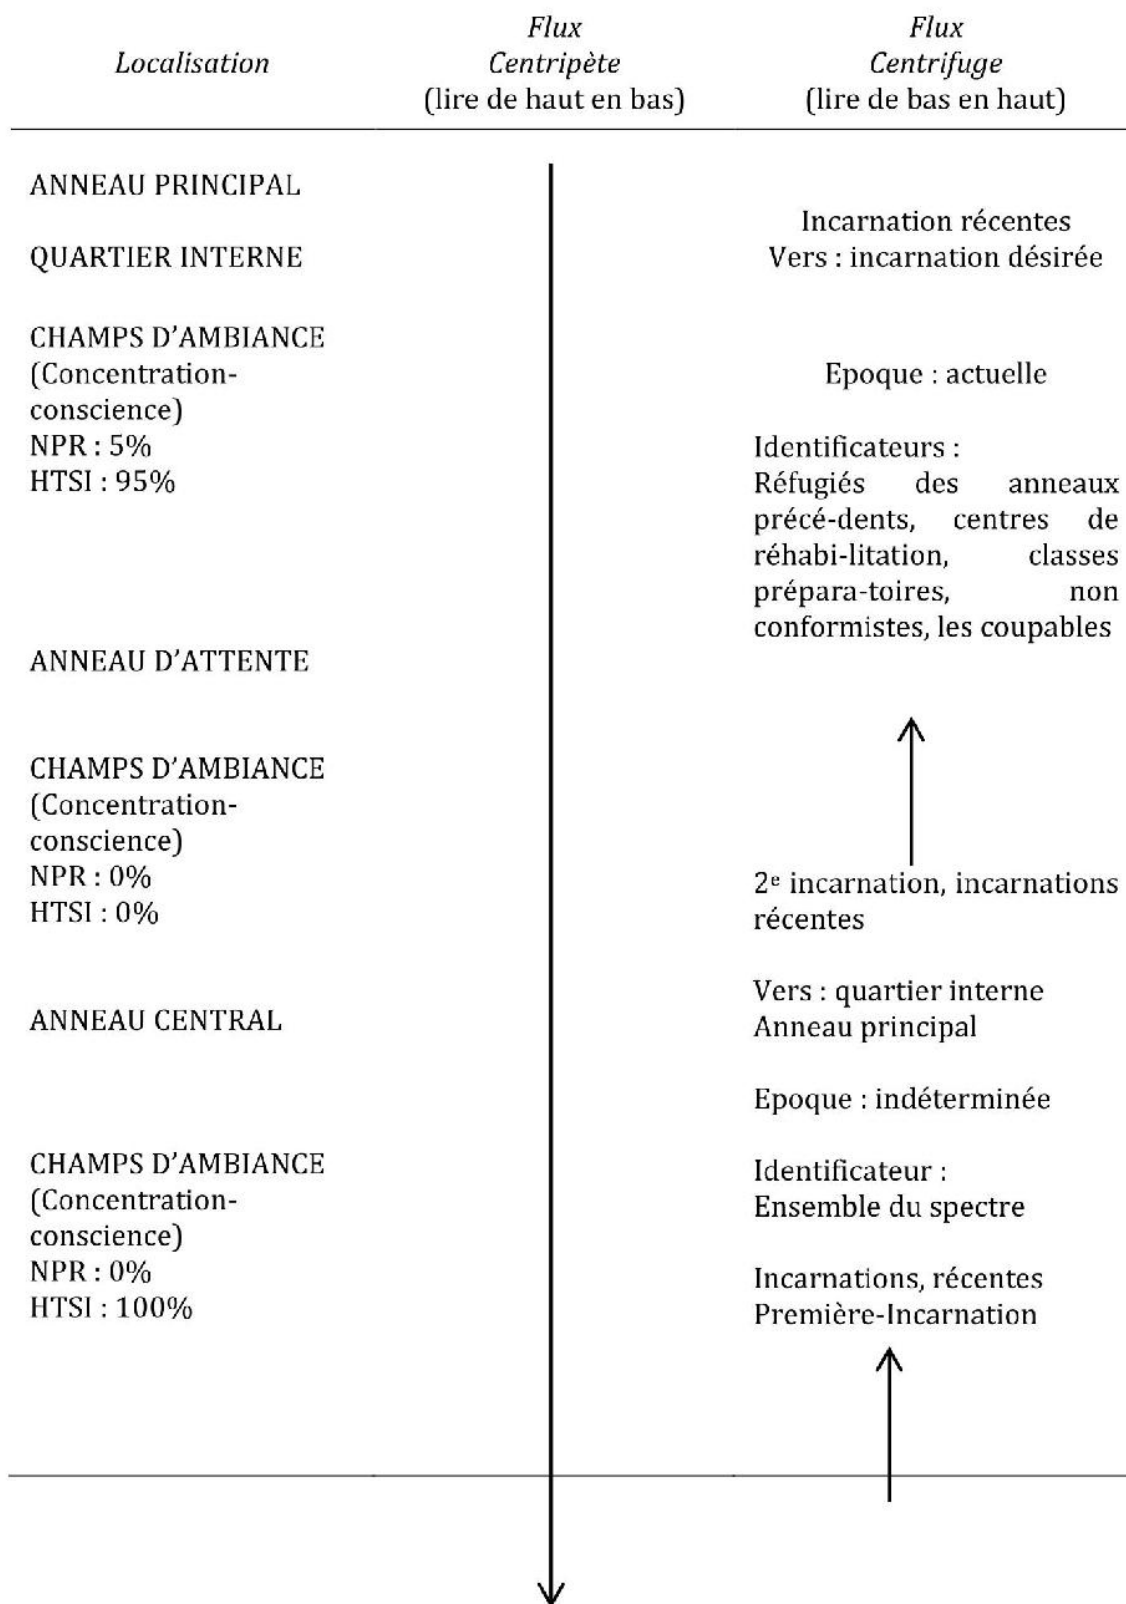 Localisation
Flux
Centripète
(lire de haut en bas)
Flux
Centrifuge
(lire de bas en haut)
ANNEAU PRINCIPAL
QUARTIER INTERNE
CHAMPS D’AMBIANCE
(Concentration-
conscience)
NPR : 5%
HTSI : 95%
ANNEAU D’ATTENTE
CHAMPS D’AMBIANCE
(Concentration-
conscience)
NPR : 0%
HTSI : 0%
ANNEAU CENTRAL
CHAMPS D’AMBIANCE
(Concentration-
conscience)
NPR : 0%
HTSI : 100%
Incarnation récentes
Vers : incarnation désirée
Epoque : actuelle
Identificateurs :
Réfugiés des anneaux
précé-dents, centres de
réhabi-litation, classes
prépara-toires, non
conformistes, les coupables
2ᵉ incarnation, incarnations
récentes
Vers : quartier interne
Anneau principal
Epoque : indéterminée
Identificateur :
Ensemble du spectre
Incarnations, récentes
Première-Incarnation